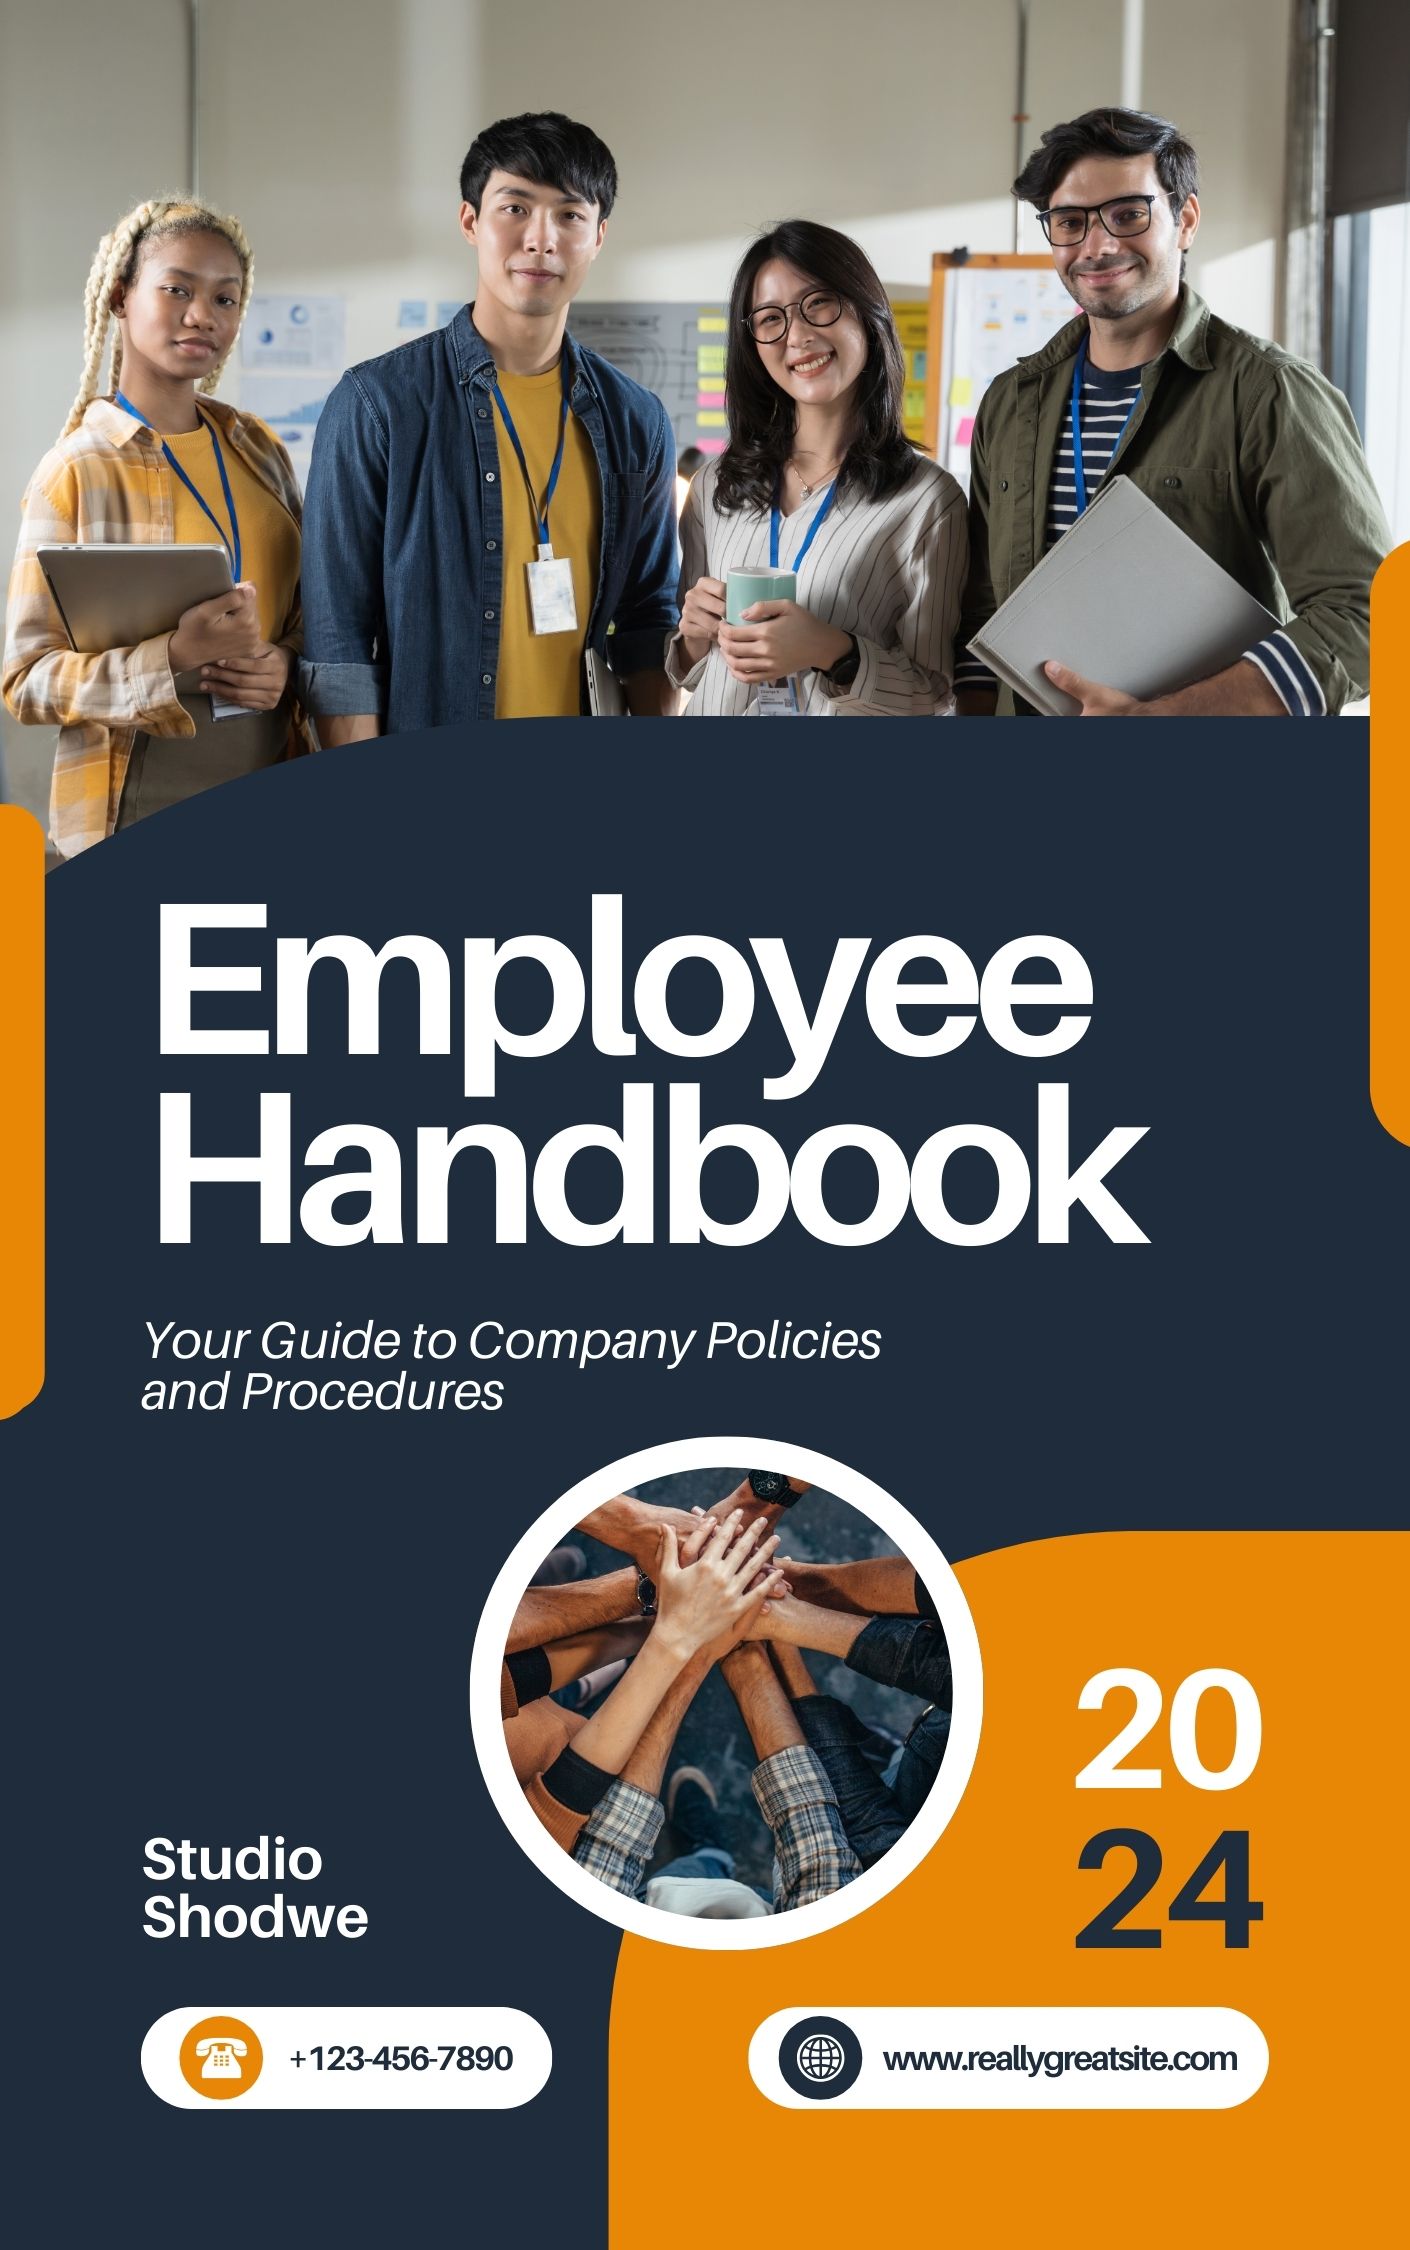 Employee
Handbook
Your Guide to Company Policies
and Procedures
20
24
Studio
Shodwe
+123-456-7890
www.reallygreatsite.com